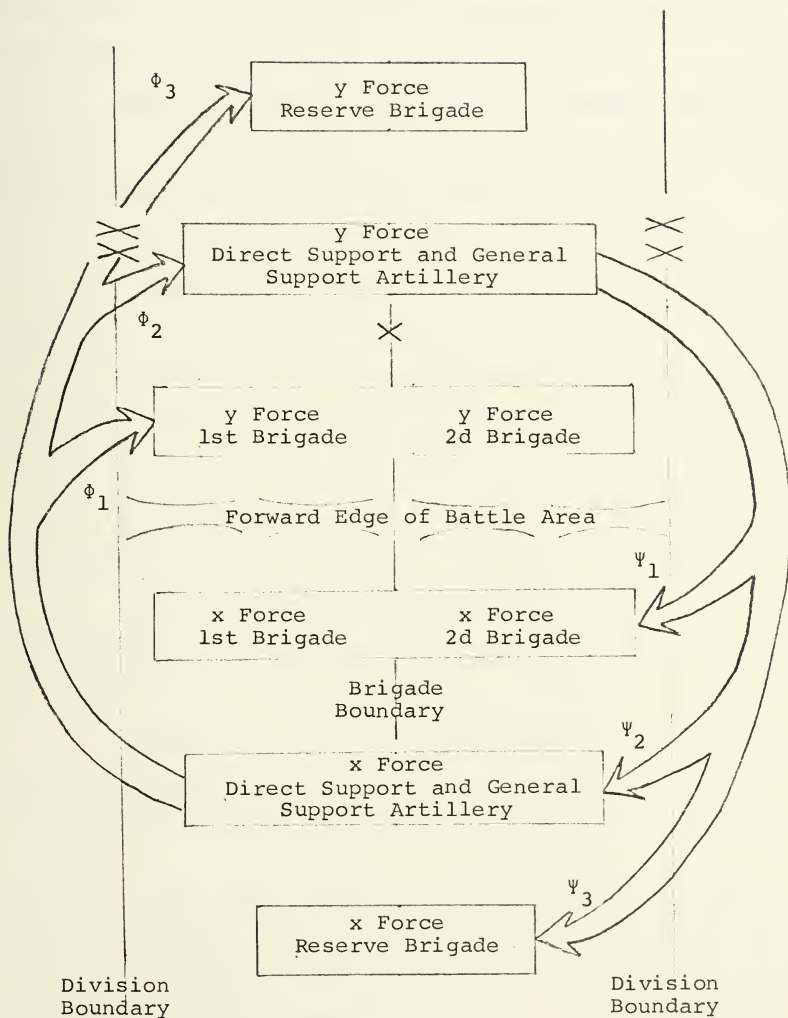 Φ3
y Force
Reserve Brigade
y Force
Direct Support and General
Support Artillery
Φ2
y Force
1st Brigade
y Force
2d Brigade
Φ1
Forward Edge of Battle Area
Ψ1
x Force
1st Brigade
x Force
2d Brigade
Brigade
Boundary
Ψ2
x Force
Direct Support and General
Support Artillery
Ψ3
x Force
Reserve Brigade
Division
Boundary
Division
Boundary